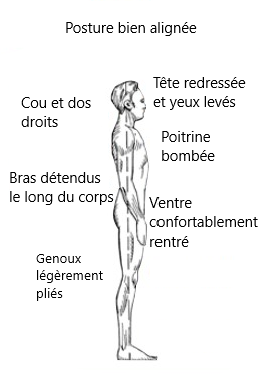 Posture bien alignée
Tête redressée
et yeux levés
Cou et dos
droits
Poitrine
bombée
Bras détendus
le long du corps
Ventre
confortablement
rentré
Genoux
légèrement
pliés